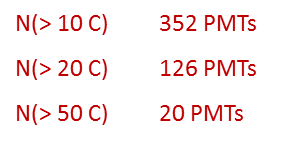 N(> 10 C) 352 PMTs
N(> 20 C) 126 PMTs
N(> 50 C) 20 PMTs